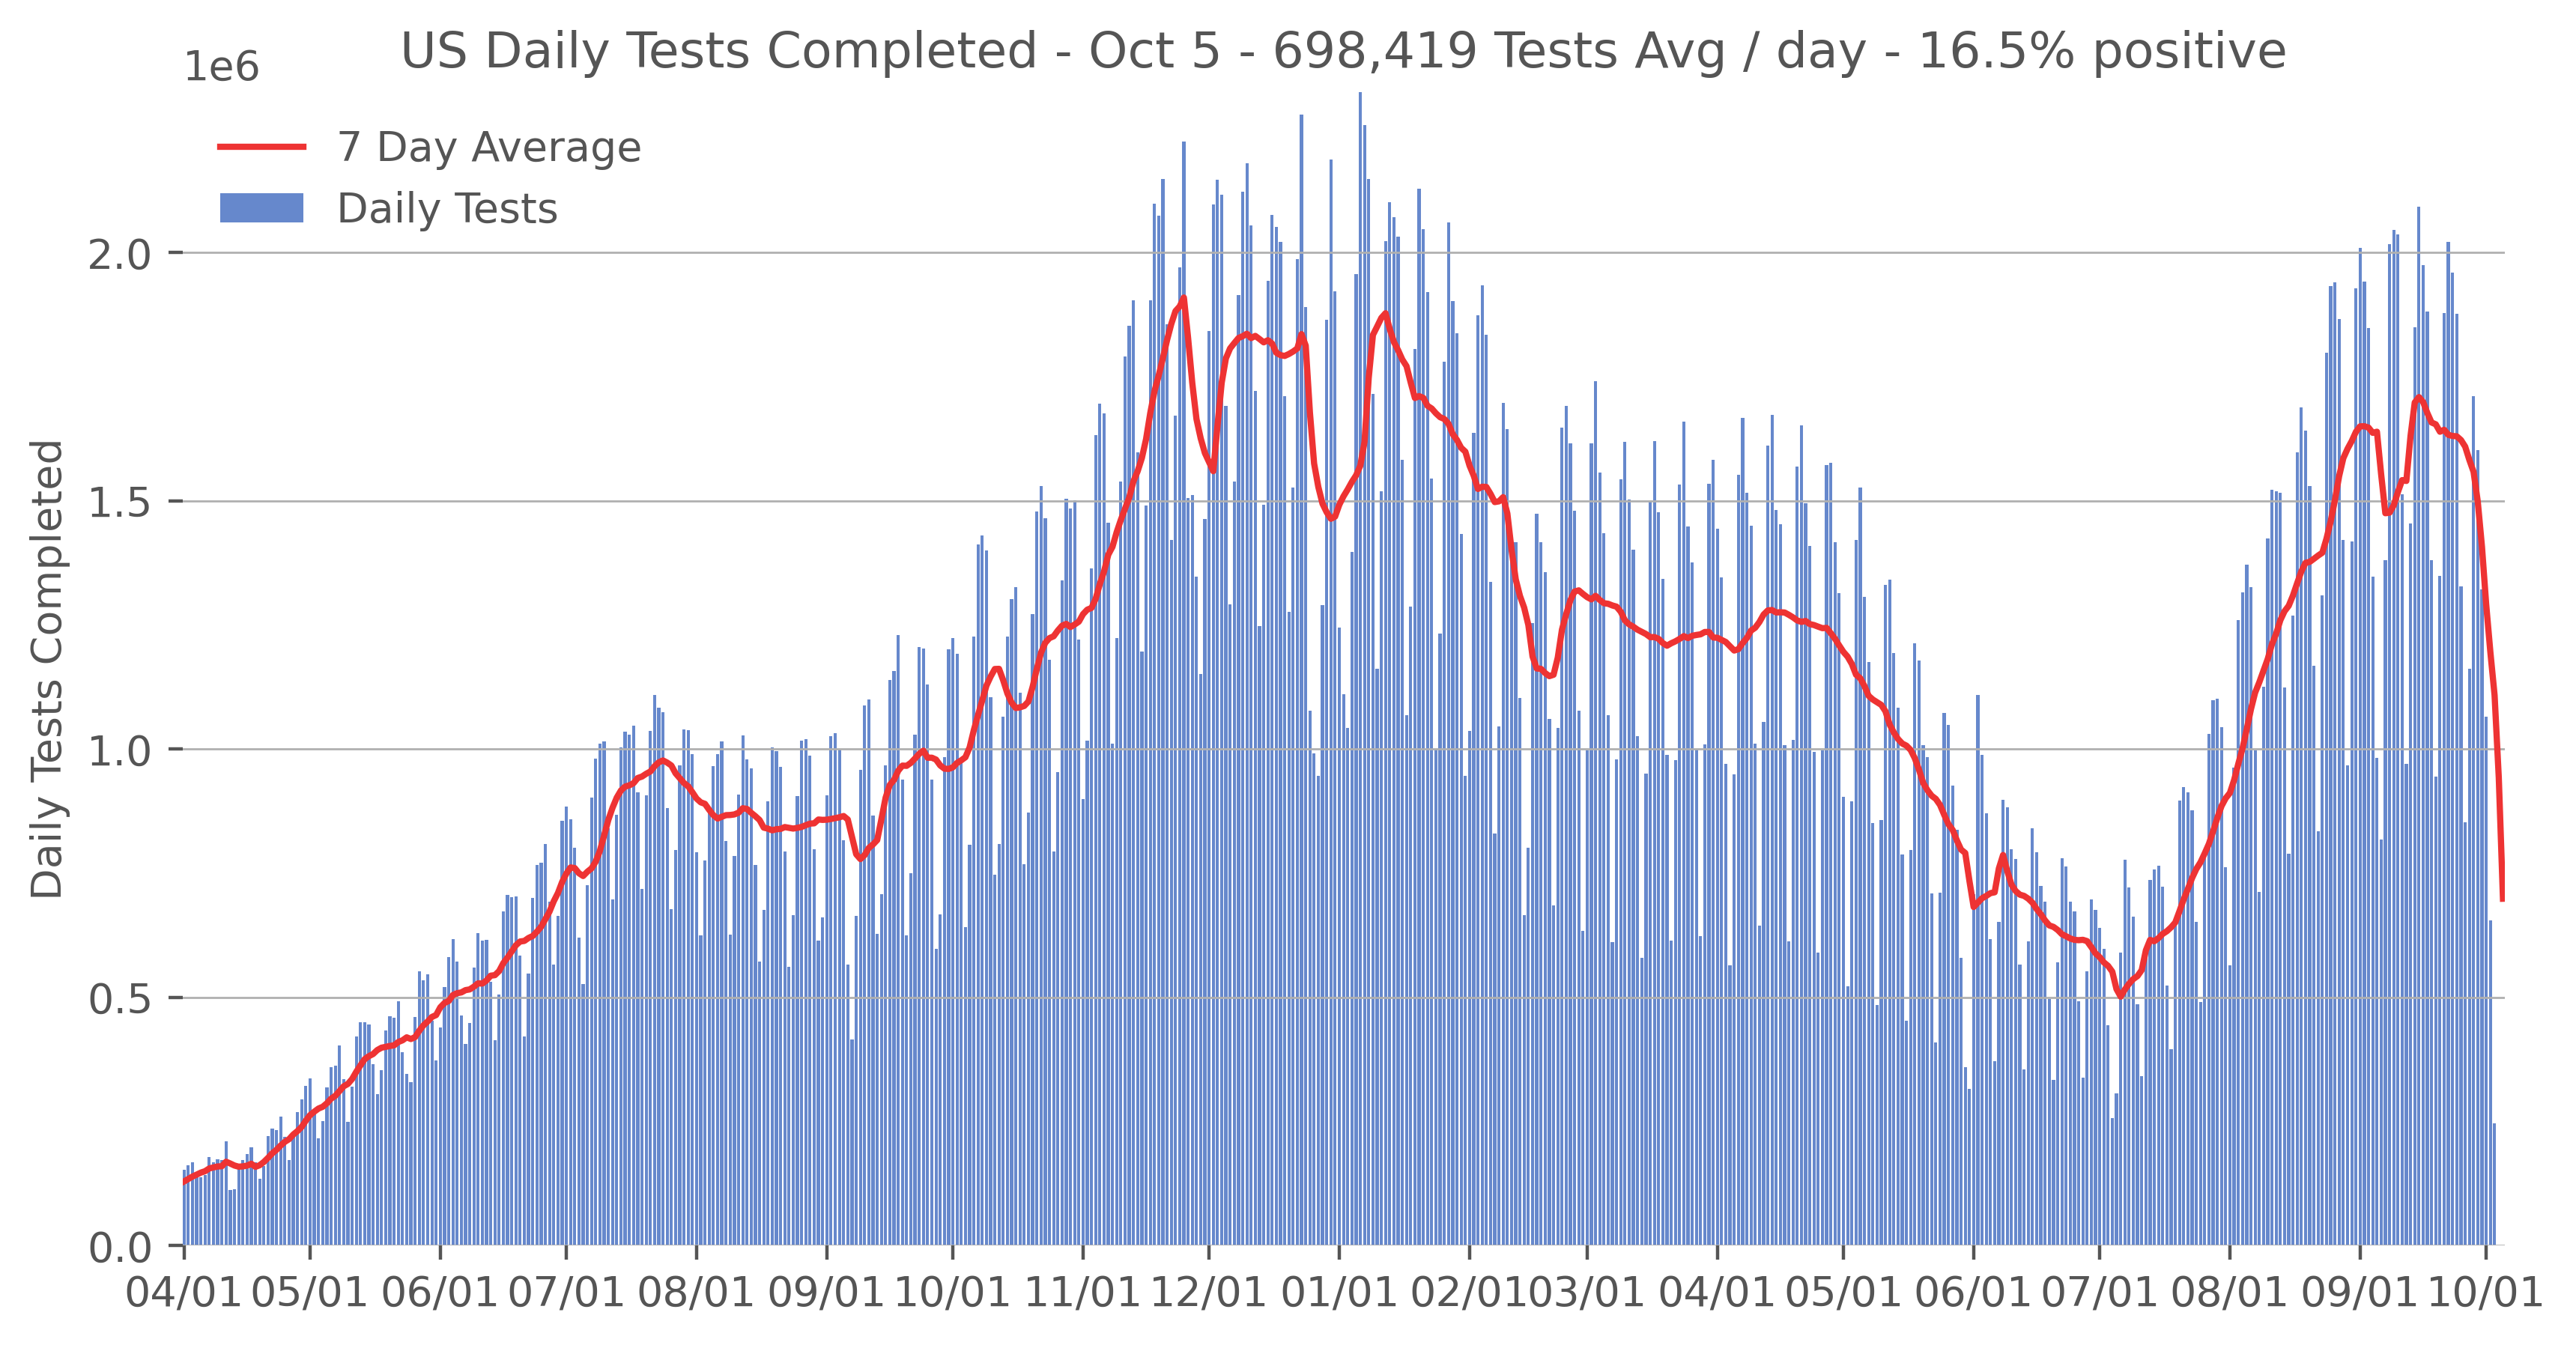 US Daily Tests Completed - Oct 5 - 698,419 Tests Avg / day - 16.5% positive
1e6
7 Day Average
Daily Tests
Daily Tests Completed
2.0
1.5
1.0
0.5
0.0
04/01 05/01 06/01 07/01 08/01 09/01 10/01 11/01 12/01 01/01 02/01 03/01 04/01 05/01 06/01 07/01 08/01 09/01 10/01